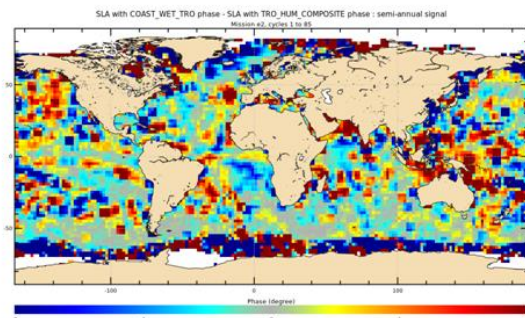 SLA with COAST_WET_TRO phase - SLA with TRO_HUM_COMPOSITE phase : semi-annual signal
Mission e2, cycles 1 to 85
50
0
-50
-100
0
100
Phase (degree)